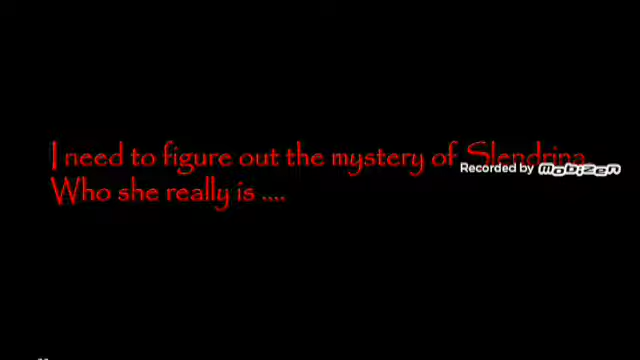 I need to figure out the mystery of Slendrina
Recorded by mobizen
Who she really is ....